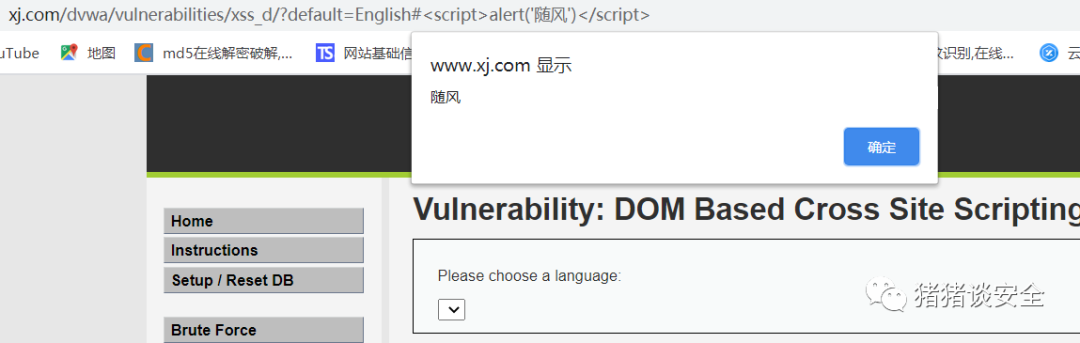 xj.com/dvwa/vulnerabilities/xss_d/?default=English#<script>alert('随风')</script>
uTube 地图 md5在线解密破解,... TS 网站基础信 识别,在线... 云
www.xj.com 显示
随风
确定
Vulnerability: DOM Based Cross Site Scripting
Home
Instructions
Setup / Reset DB
Brute Force
Please choose a language:
猪猪谈安全